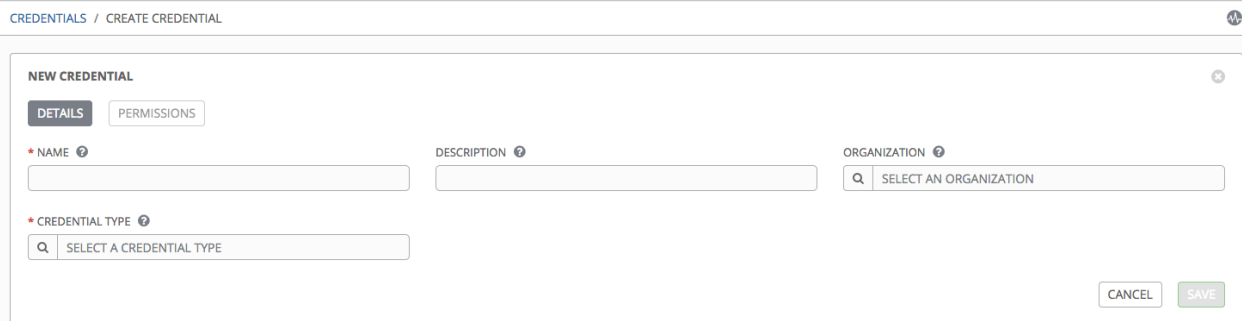 CREDENTIALS / CREATE CREDENTIAL
NEW CREDENTIAL
DETAILS PERMISSIONS
* NAME ? DESCRIPTION ? ORGANIZATION ?
SELECT AN ORGANIZATION
* CREDENTIAL TYPE ?
SELECT A CREDENTIAL TYPE
CANCEL SAVE